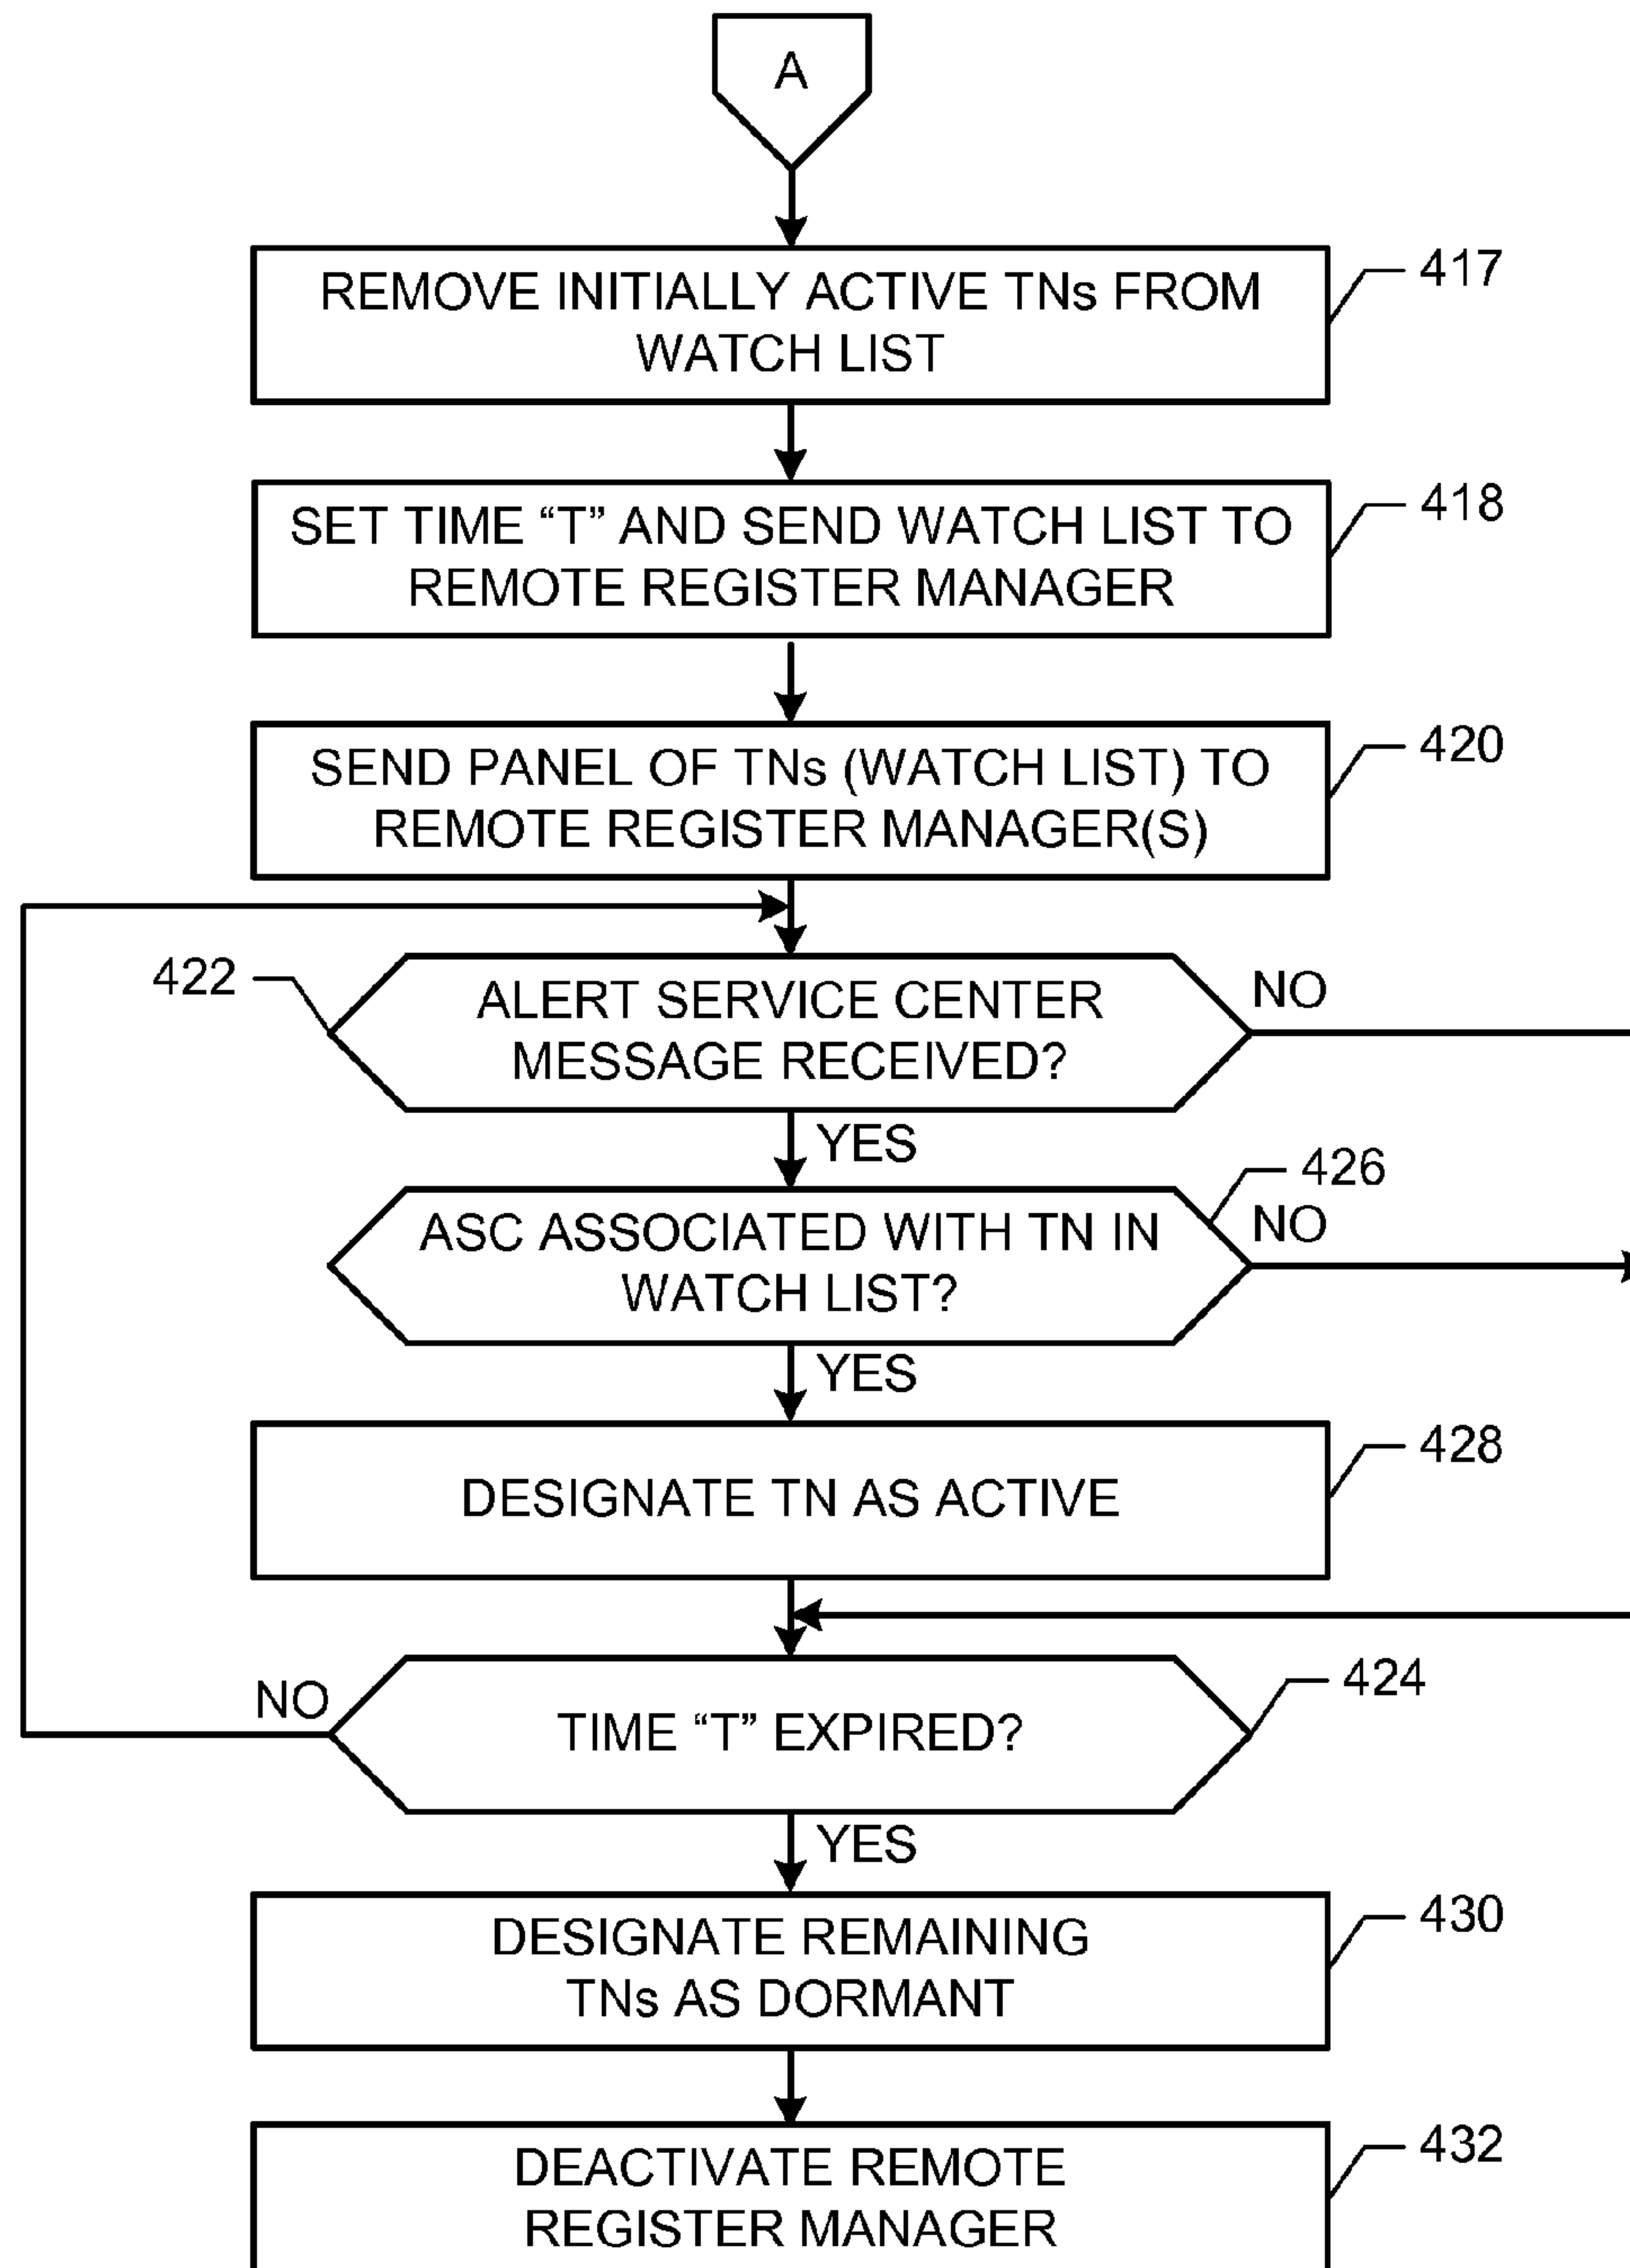 A
REMOVE INITIALLY ACTIVE TNs FROM
WATCH LIST
417
SET TIME “T” AND SEND WATCH LIST TO
REMOTE REGISTER MANAGER
418
SEND PANEL OF TNs (WATCH LIST) TO
REMOTE REGISTER MANAGER(S)
420
422
ALERT SERVICE CENTER
MESSAGE RECEIVED?
NO
YES
426
ASC ASSOCIATED WITH TN IN
WATCH LIST?
NO
YES
DESIGNATE TN AS ACTIVE
428
424
NO
TIME “T” EXPIRED?
YES
DESIGNATE REMAINING
TNs AS DORMANT
430
DEACTIVATE REMOTE
REGISTER MANAGER
432